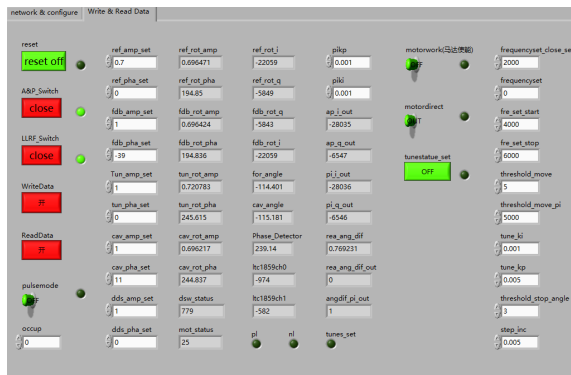 network & configure Write & Read Data
reset ref_amp_set ref_rot_amp ref_rot_i pikp motorwork(马达使能) frequencyset_close_se
reset off 0.7 0.696471 -22059 0.001 OFF 2000
ref_pha_set ref_rot_pha ref_rot_q piki frequencyset
A&P_Switch 0 194.85 -5849 0.001 0
close fdb_amp_set fdb_rot_amp fdb_rot_q ap_i_out motordirect fre_set_start
1 0.696424 -5843 -28035 4000
LLRF_Switch fdb_pha_set fdb_rot_pha fdb_rot_i ap_q_out fre_set_stop
close -39 194.836 -22059 -6547 tunestatue_set 6000
Tun_amp_set tun_rot_amp for_angle pi_i_out OFF threshold_move
WriteData 1 0.720783 -114.401 -28036 5
开 tun_pha_set tun_rot_pha cav_angle pi_q_out threshold_move_pi
0 245.615 -115.181 -6546 5000
ReadData cav_amp_set cav_rot_amp Phase_Detector rea_ang_dif tune_ki
开 1 0.696217 239.14 0.769231 0.001
cav_pha_set cav_rot_pha ltc1859ch0 rea_ang_dif_out tune_kp
pulsemode 11 244.837 -974 0 0.005
OFF dds_amp_set dsw_status ltc1859ch1 angdif_pi_out threshold_stop_angle
1 779 -582 1 3
occup dds_pha_set mot_status pl nl tunes_set step_inc
0 0 25 0.005